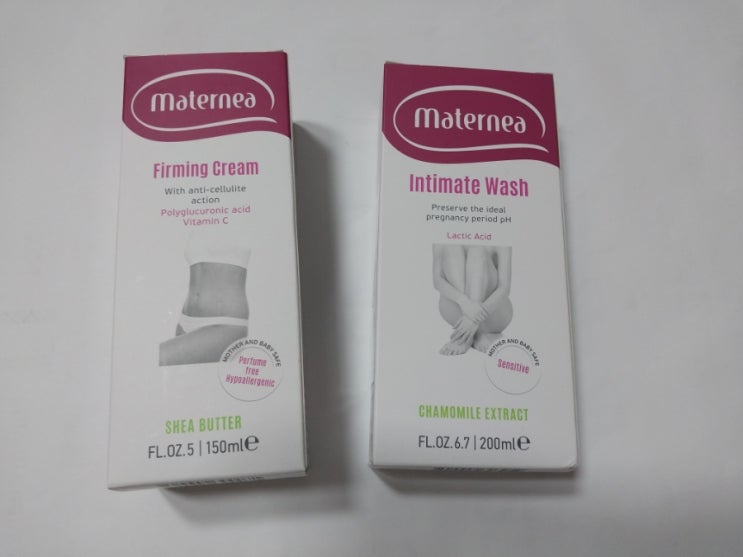 maternea
Firming Cream
With anti-cellulite
action
Polyglucuronic acid
Vitamin C
MOTHER AND BABY SAFE
Perfume
free
Hypoallergenic
SHEA BUTTER
FL.OZ.5 | 150ml℮
maternea
Intimate Wash
Preserve the ideal
pregnancy period pH
Lactic Acid
MOTHER AND BABY SAFE
Sensitive
CHAMOMILE EXTRACT
FL.OZ.6.7 | 200ml℮